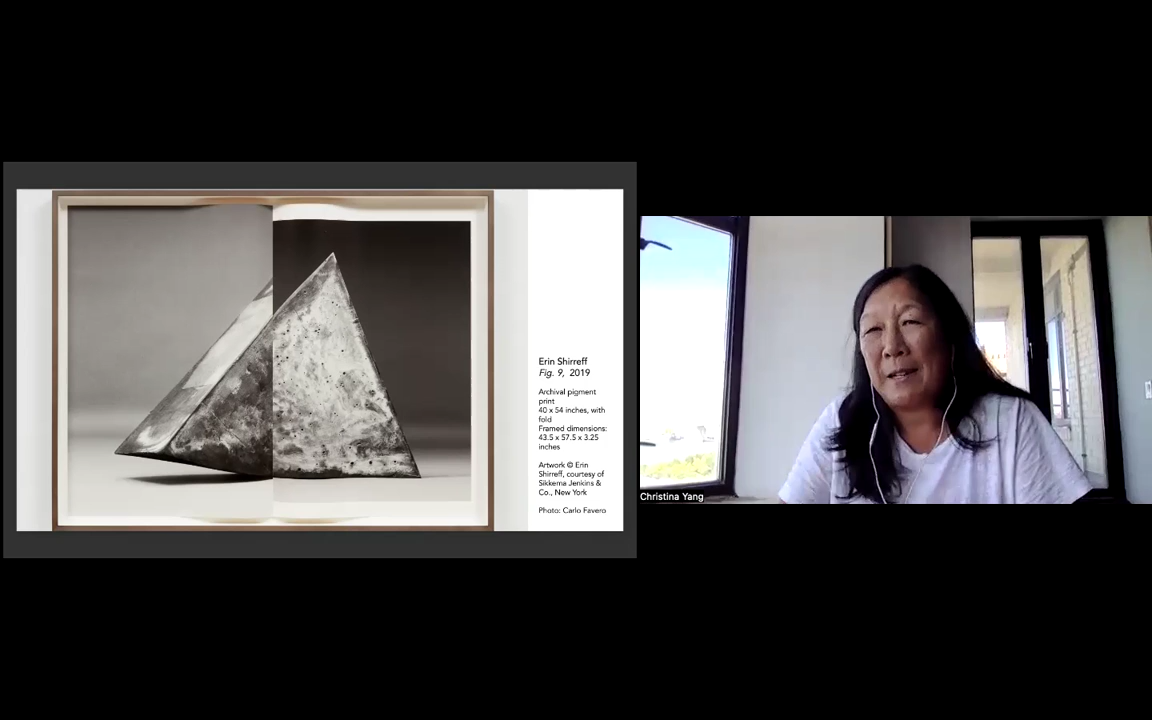 Erin Shirreff
Fig. 9, 2019
Archival pigment
print
40 x 54 inches, with
fold
Framed dimensions:
43.5 x 57.5 x 3.25
inches
Artwork © Erin
Shirreff, courtesy of
Sikkema Jenkins &
Co., New York
Photo: Carlo Favero
Christina Yang